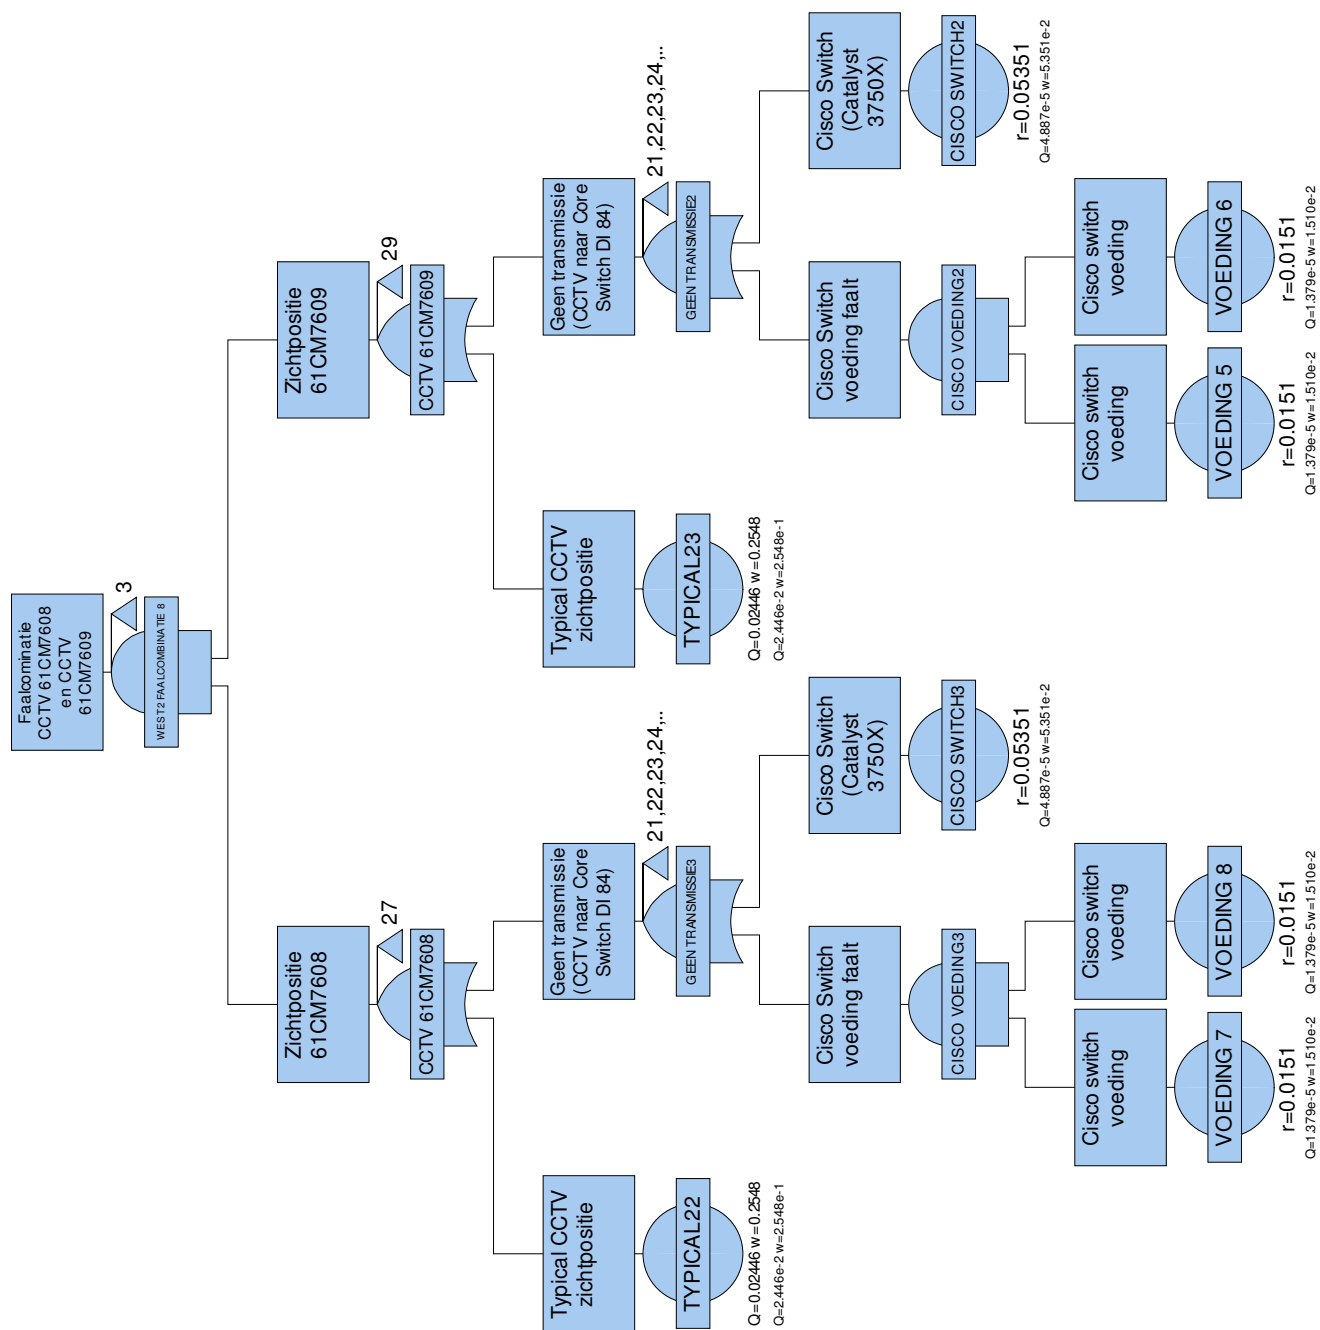 Faalcominatie
CCTV 61CM7608
en CCTV
61CM7609
3
WEST2 FAALCOMBINATIE 8
Zichtpositie
61CM7608
27
CCTV 61CM7608
Zichtpositie
61CM7609
29
CCTV 61CM7609
Typical CCTV
zichtpositie
TYPICAL22
Q=0.02446 w=0.2548
Q=2.446e-2 w=2.548e-1
Geen transmissie
(CCTV naar Core
Switch DI 84)
21,22,23,24,..
GEEN TRANSMISSIE3
Typical CCTV
zichtpositie
TYPICAL23
Q=0.02446 w=0.2548
Q=2.446e-2 w=2.548e-1
Geen transmissie
(CCTV naar Core
Switch DI 84)
21,22,23,24,..
GEEN TRANSMISSIE2
Cisco Switch
voeding faalt
CISCO VOEDING3
Cisco Switch
(Catalyst
3750X)
CISCO SWITCH3
r=0.05351
Q=4.887e-5 w=5.351e-2
Cisco Switch
voeding faalt
CISCO VOEDING2
Cisco Switch
(Catalyst
3750X)
CISCO SWITCH2
r=0.05351
Q=4.887e-5 w=5.351e-2
Cisco switch
voeding
VOEDING 7
r=0.0151
Q=1.379e-5 w=1.510e-2
Cisco switch
voeding
VOEDING 8
r=0.0151
Q=1.379e-5 w=1.510e-2
Cisco switch
voeding
VOEDING 5
r=0.0151
Q=1.379e-5 w=1.510e-2
Cisco switch
voeding
VOEDING 6
r=0.0151
Q=1.379e-5 w=1.510e-2